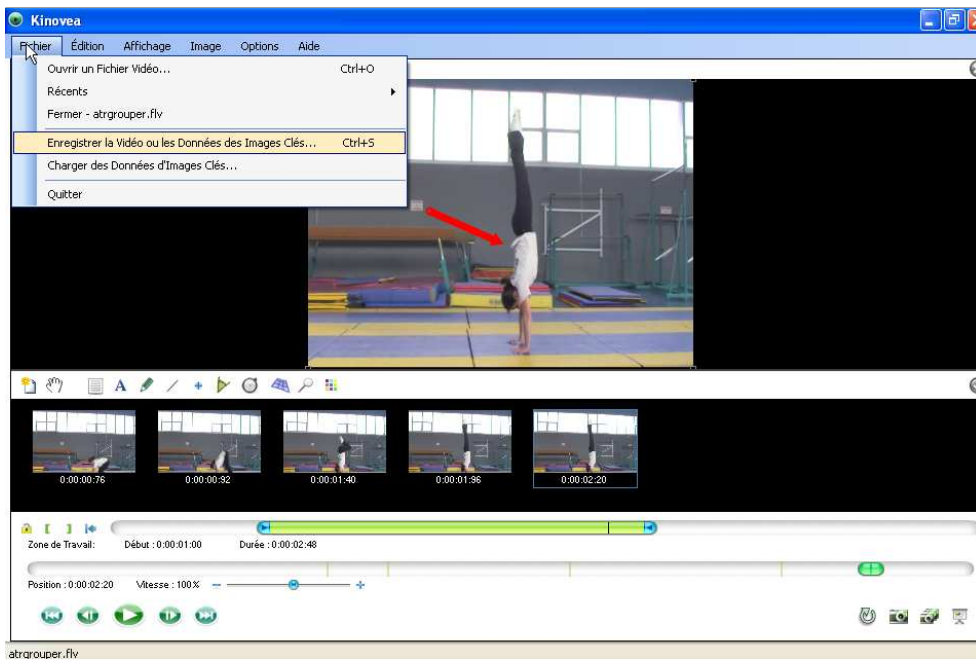 Kinovea
Fichier Édition Affichage Image Options Aide
Ouvrir un Fichier Vidéo... Ctrl+O
Récents
Fermer - atrgrouper.flv
Enregistrer la Vidéo ou les Données des Images Clés... Ctrl+S
Charger des Données d'Images Clés...
Quitter
A
0:00:00:76 0:00:00:92 0:00:01:40 0:00:01:96 0:00:02:20
Zone de Travail: Début : 0:00:01:00 Durée : 0:00:02:48
Position : 0:00:02:20 Vitesse : 100%
atrgrouper.flv